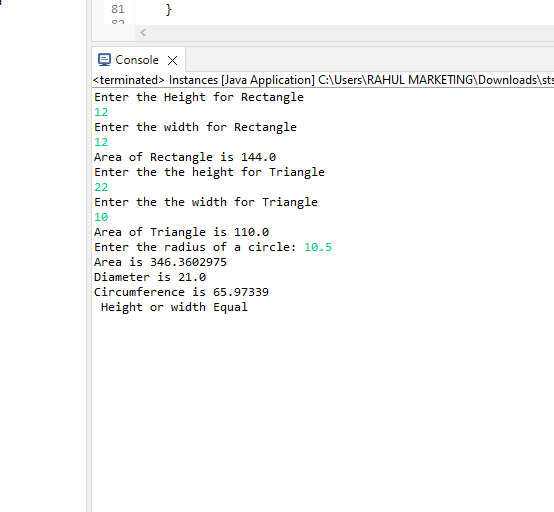 81 }
82
Console
<terminated> Instances [Java Application] C:\Users\RAHUL MARKETING\Downloads\sts
Enter the Height for Rectangle
12
Enter the width for Rectangle
12
Area of Rectangle is 144.0
Enter the the height for Triangle
22
Enter the the width for Triangle
10
Area of Triangle is 110.0
Enter the radius of a circle: 10.5
Area is 346.3602975
Diameter is 21.0
Circumference is 65.97339
Height or width Equal